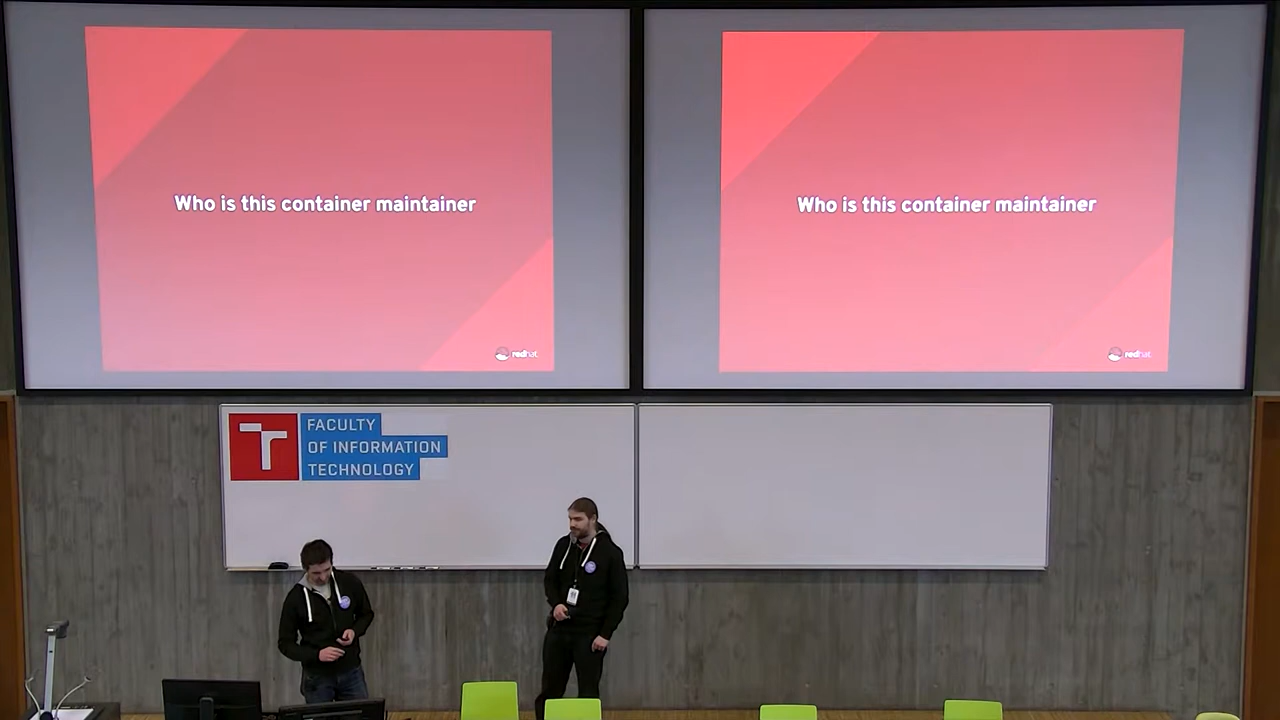 Who is this container maintainer
redhat
Who is this container maintainer
redhat
FACULTY
OF INFORMATION
TECHNOLOGY